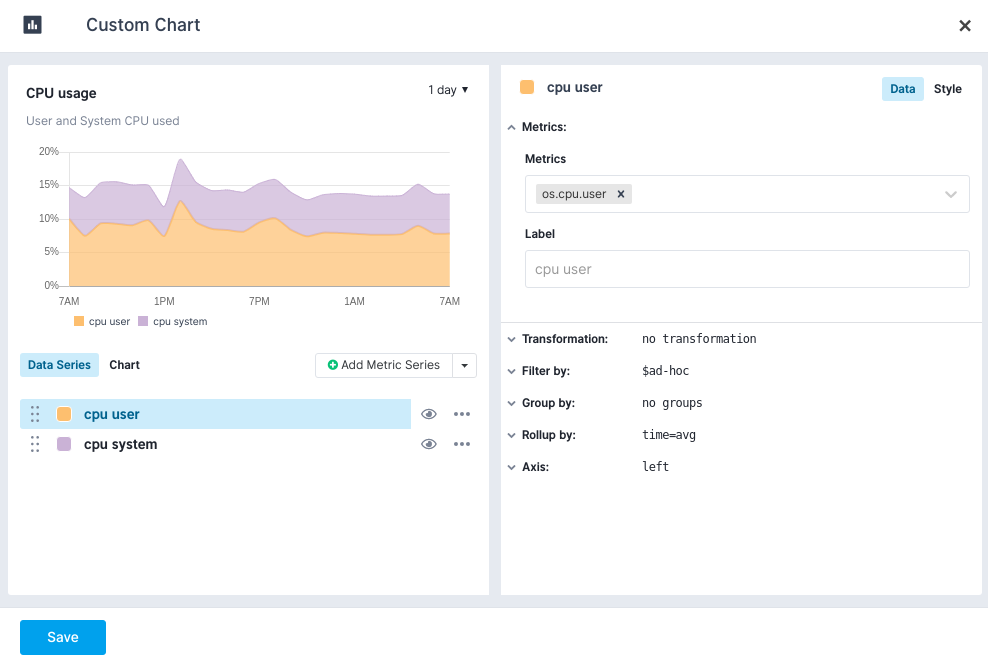 Custom Chart
CPU usage
1 day
User and System CPU used
20%
15%
10%
5%
0%
7AM 1PM 7PM 1AM 7AM
cpu user cpu system
Data Series Chart Add Metric Series
cpu user
cpu system
cpu user Data Style
Metrics:
Metrics
os.cpu.user
Label
cpu user
Transformation: no transformation
Filter by: $ad-hoc
Group by: no groups
Rollup by: time=avg
Axis: left
Save